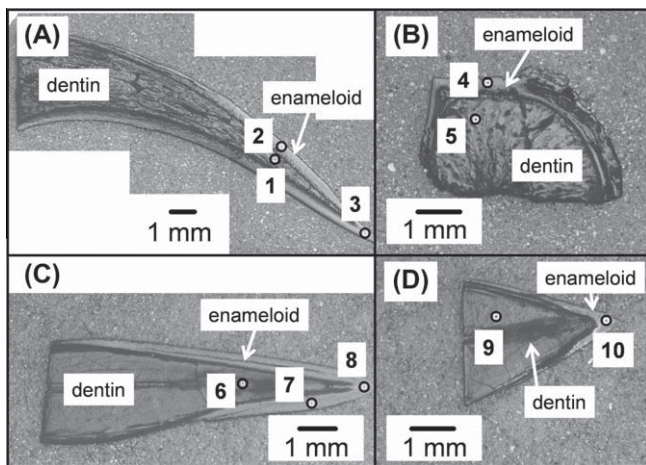 (A)
dentin
enameloid
2
1
3
1 mm
(B)
enameloid
4
5
dentin
1 mm
(C)
enameloid
dentin
6
7
8
1 mm
(D)
enameloid
9
10
dentin
1 mm